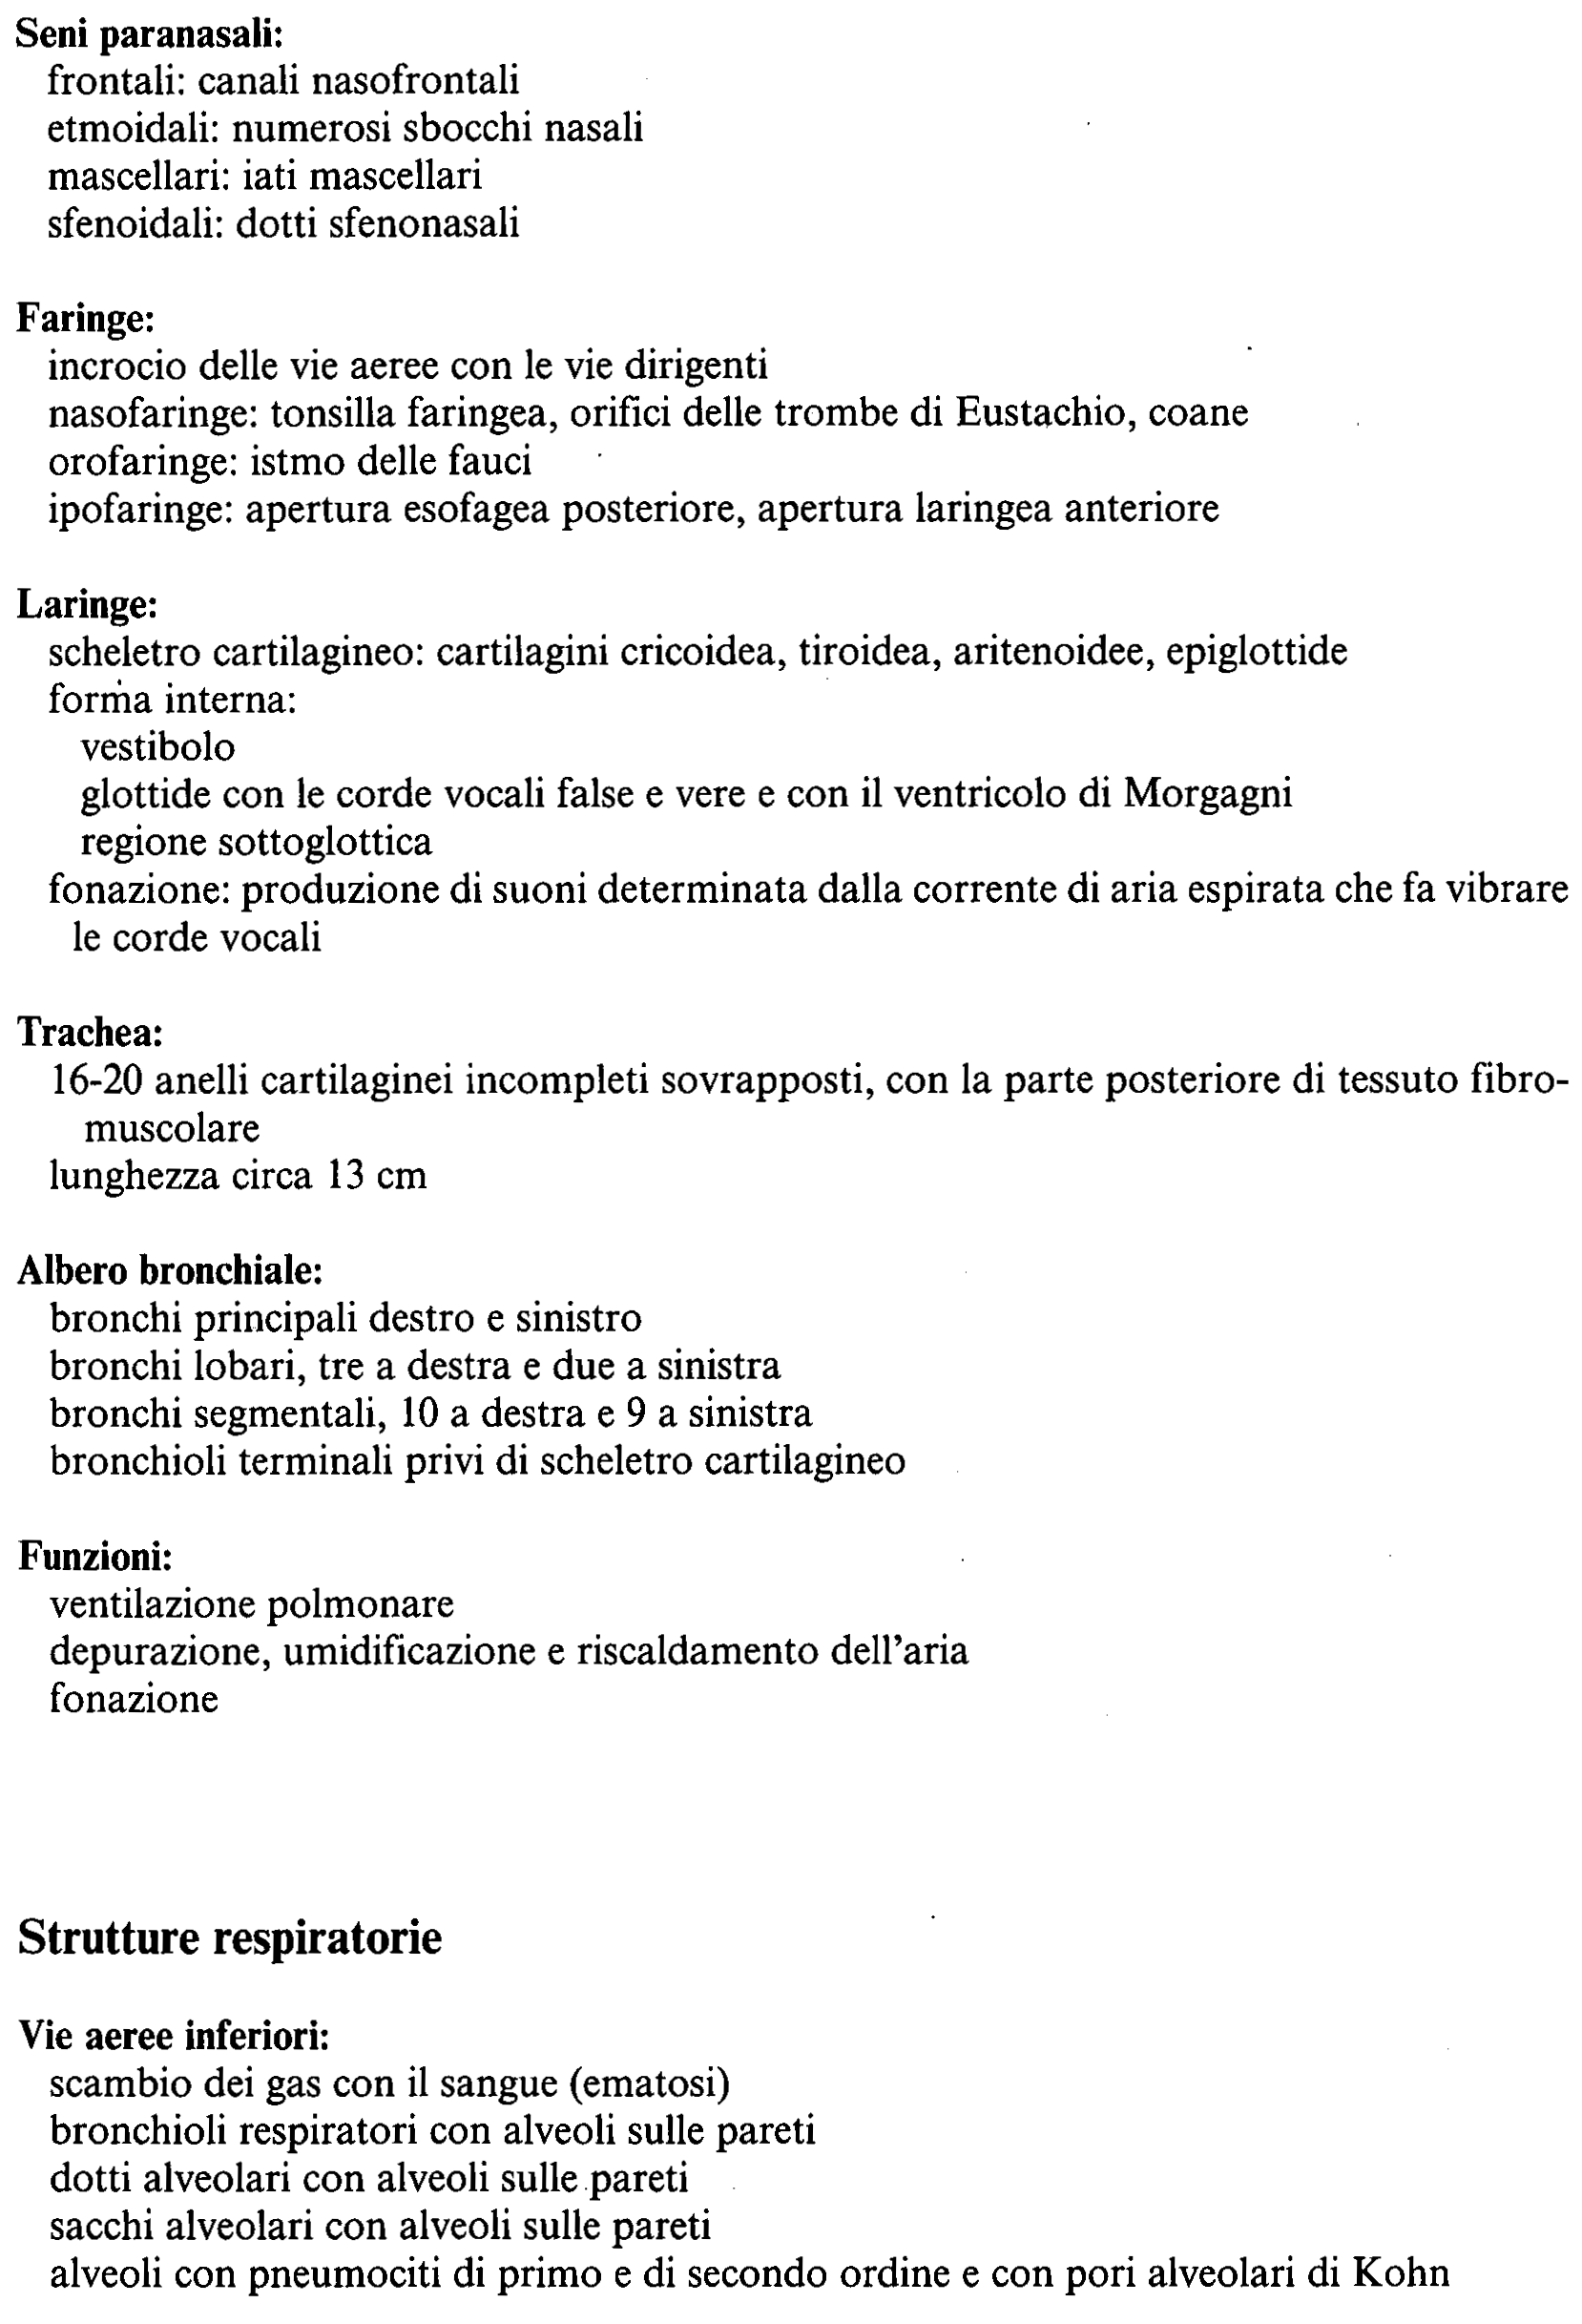 Seni paranasali:
frontali: canali nasofrontali
etmoidali: numerosi sbocchi nasali
mascellari: iati mascellari
sfenoidali: dotti sfenonasali
Faringe:
incrocio delle vie aeree con le vie dirigenti
nasofaringe: tonsilla faringea, orifici delle trombe di Eustachio, coane
orofaringe: istmo delle fauci
ipofaringe: apertura esofagea posteriore, apertura laringea anteriore
Laringe:
scheletro cartilagineo: cartilagini cricoidea, tiroidea, aritenoidee, epiglottide
forma interna:
vestibolo
glottide con le corde vocali false e vere e con il ventricolo di Morgagni
regione sottoglottica
fonazione: produzione di suoni determinata dalla corrente di aria espirata che fa vibrare
le corde vocali
Trachea:
16-20 anelli cartilaginei incompleti sovrapposti, con la parte posteriore di tessuto fibro-
muscolare
lunghezza circa 13 cm
Albero bronchiale:
bronchi principali destro e sinistro
bronchi lobari, tre a destra e due a sinistra
bronchi segmentali, 10 a destra e 9 a sinistra
bronchioli terminali privi di scheletro cartilagineo
Funzioni:
ventilazione polmonare
depurazione, umidificazione e riscaldamento dell'aria
fonazione
Strutture respiratorie
Vie aeree inferiori:
scambio dei gas con il sangue (ematosi)
bronchioli respiratori con alveoli sulle pareti
dotti alveolari con alveoli sulle pareti
sacchi alveolari con alveoli sulle pareti
alveoli con pneumociti di primo e di secondo ordine e con pori alveolari di Kohn